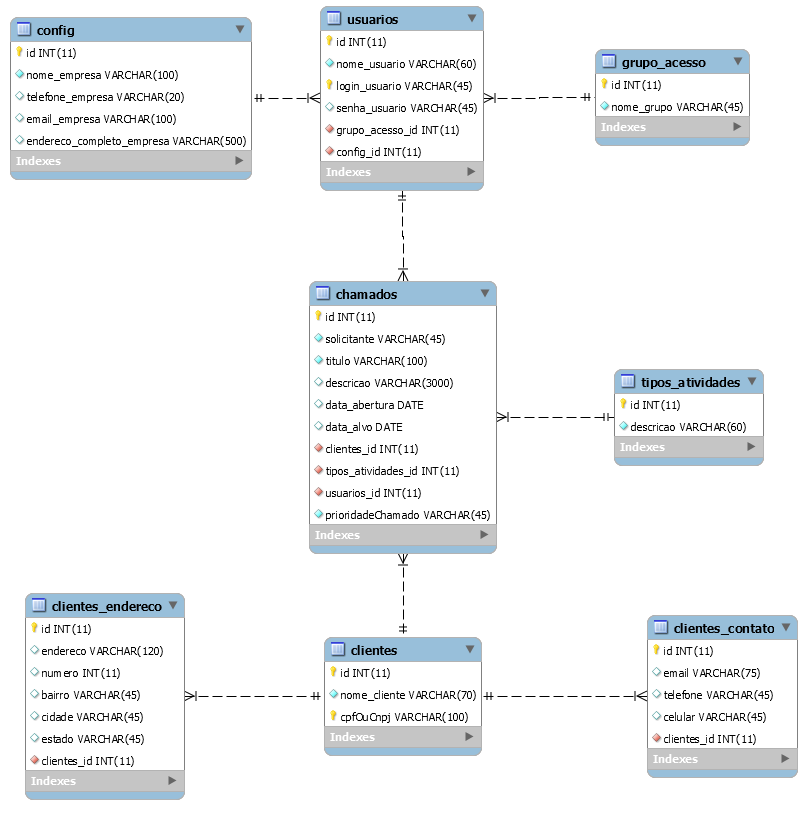 config
id INT(11)
nome_empresa VARCHAR(100)
telefone_empresa VARCHAR(20)
email_empresa VARCHAR(100)
endereco_completo_empresa VARCHAR(500)
Indexes
usuarios
id INT(11)
nome_usuario VARCHAR(60)
login_usuario VARCHAR(45)
senha_usuario VARCHAR(45)
grupo_acesso_id INT(11)
config_id INT(11)
Indexes
grupo_acesso
id INT(11)
nome_grupo VARCHAR(45)
Indexes
chamados
id INT(11)
solicitante VARCHAR(45)
titulo VARCHAR(100)
descricao VARCHAR(3000)
data_abertura DATE
data_alvo DATE
clientes_id INT(11)
tipos_atividades_id INT(11)
usuarios_id INT(11)
prioridadeChamado VARCHAR(45)
Indexes
tipos_atividades
id INT(11)
descricao VARCHAR(60)
Indexes
clientes_endereco
id INT(11)
endereco VARCHAR(120)
numero INT(11)
bairro VARCHAR(45)
cidade VARCHAR(45)
estado VARCHAR(45)
clientes_id INT(11)
Indexes
clientes
id INT(11)
nome_cliente VARCHAR(70)
cpfOuCnpj VARCHAR(100)
Indexes
clientes_contato
id INT(11)
email VARCHAR(75)
telefone VARCHAR(45)
celular VARCHAR(45)
clientes_id INT(11)
Indexes